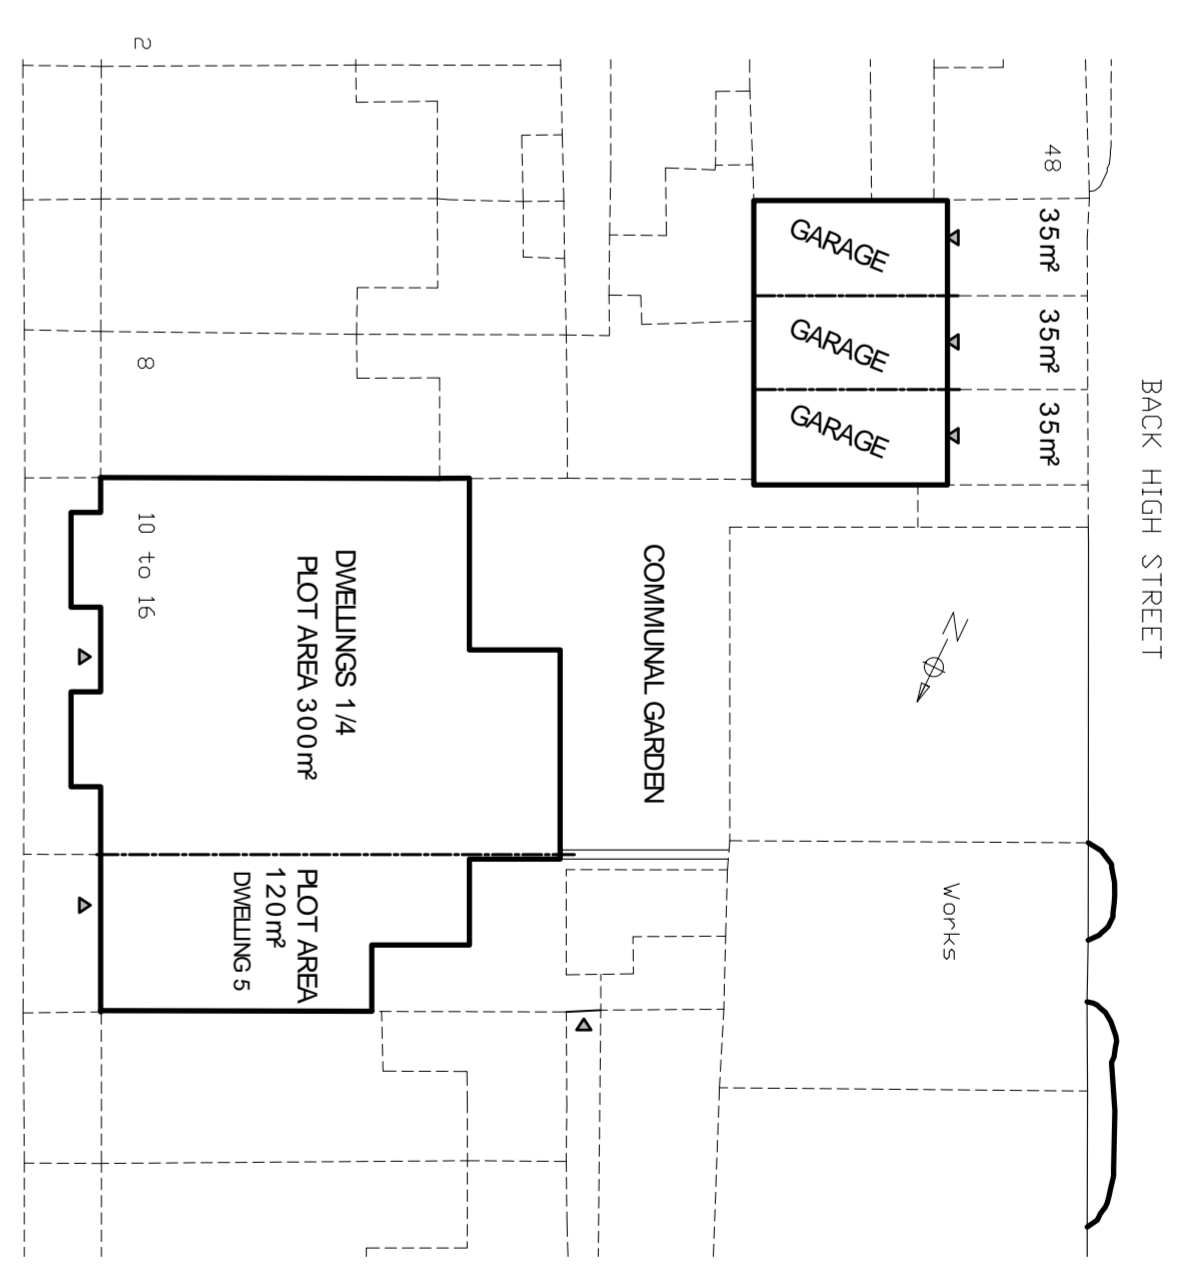 BACK HIGH STREET
48
35m²
35m²
35m²
GARAGE
GARAGE
GARAGE
N
Works
COMMUNAL GARDEN
2
8
10 to 16
DWELLINGS 1/4
PLOT AREA 300m²
PLOT AREA
120m²
DWELLING 5